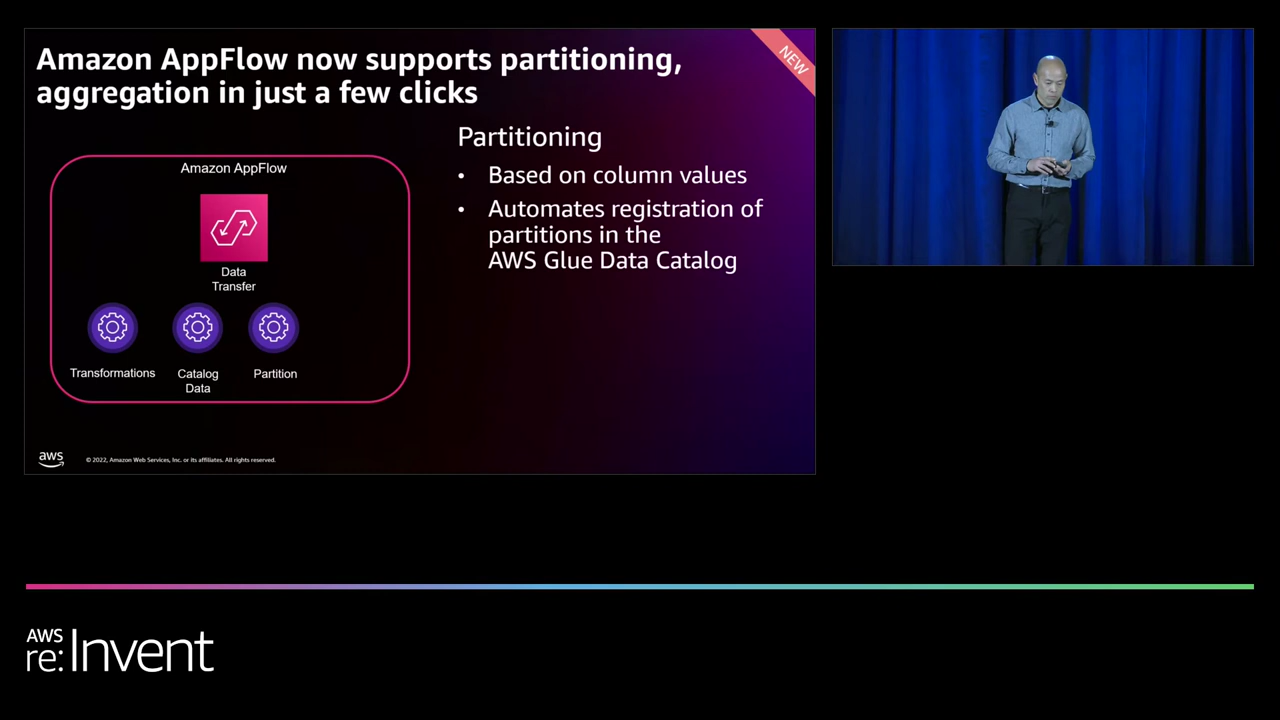 Amazon AppFlow now supports partitioning,
aggregation in just a few clicks
NEW
Amazon AppFlow
Data
Transfer
Transformations
Catalog
Data
Partition
Partitioning
• Based on column values
• Automates registration of
partitions in the
AWS Glue Data Catalog
aws
© 2022, Amazon Web Services, Inc. or its affiliates. All rights reserved.
AWS
re:Invent